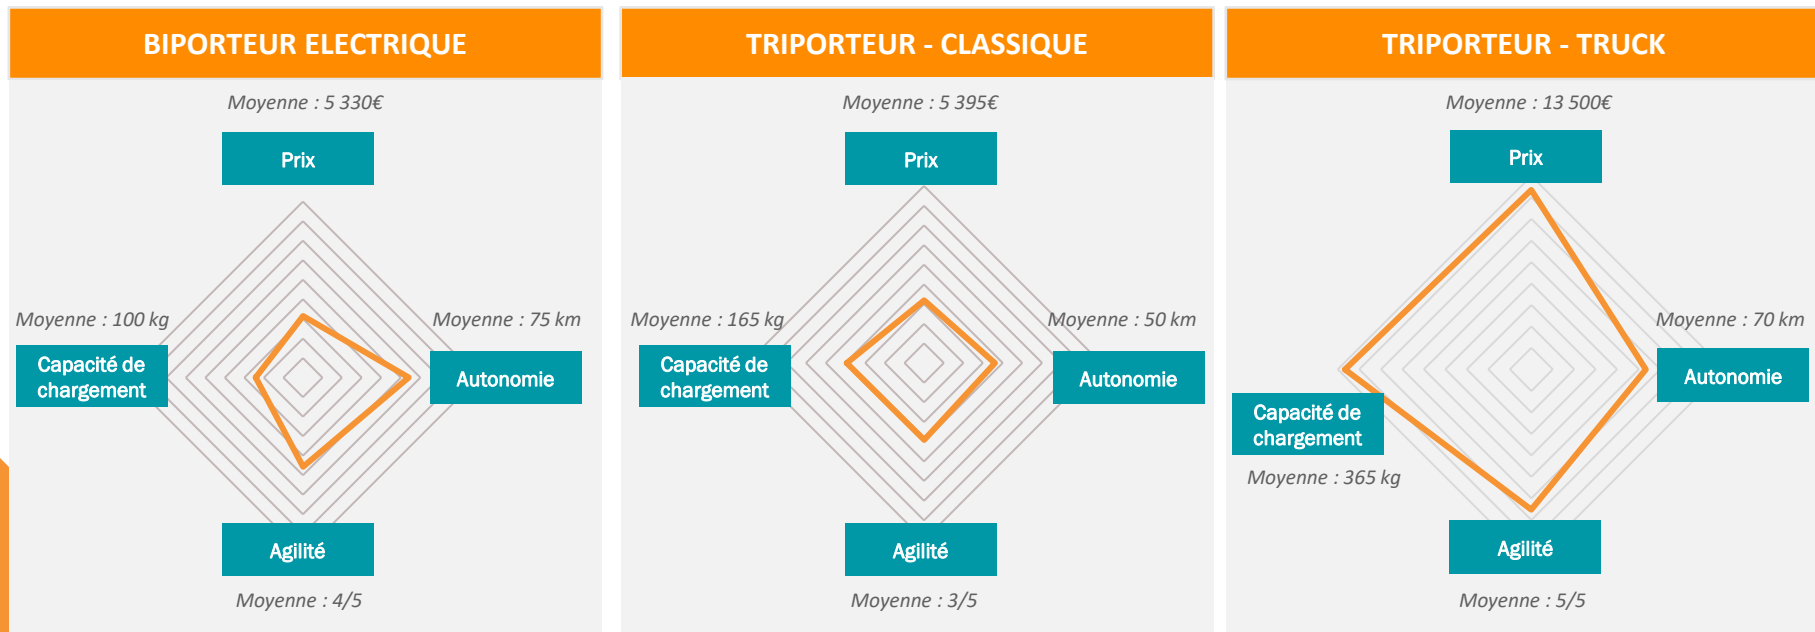 BIPORTEUR ELECTRIQUE
Moyenne : 5 330€
Prix
Moyenne : 100 kg
Moyenne : 75 km
Capacité de
chargement
Autonomie
Agilité
Moyenne : 4/5
TRIPORTEUR - CLASSIQUE
Moyenne : 5 395€
Prix
Moyenne : 165 kg
Moyenne : 50 km
Capacité de
chargement
Autonomie
Agilité
Moyenne : 3/5
TRIPORTEUR - TRUCK
Moyenne : 13 500€
Prix
Moyenne : 70 km
Autonomie
Capacité de
chargement
Moyenne : 365 kg
Agilité
Moyenne : 5/5